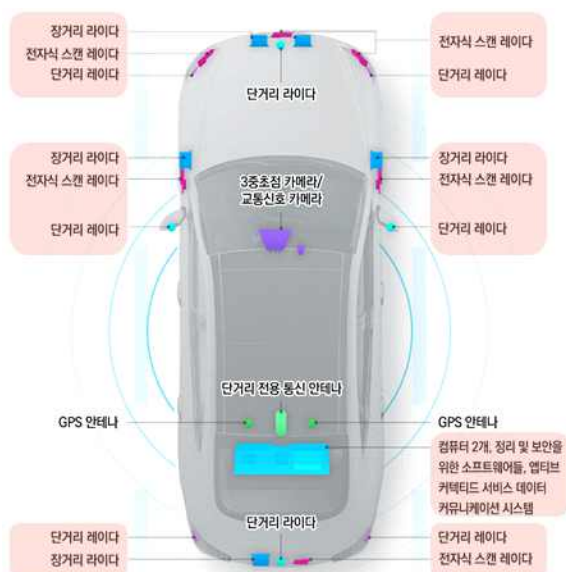 장거리 라이다
전자식 스캔 레이다
단거리 레이다
전자식 스캔 레이다
단거리 레이다
단거리 라이다
장거리 라이다
전자식 스캔 레이다
단거리 레이다
장거리 라이다
전자식 스캔 레이다
단거리 레이다
3중초점 카메라/
교통신호 카메라
단거리 전용 통신 안테나
GPS 안테나
GPS 안테나
컴퓨터 2개, 정리 및 보안을
위한 소프트웨어들, 앱티브
커텍티드 서비스 데이터
커뮤니케이션 시스템
단거리 라이다
단거리 레이다
장거리 라이다
단거리 레이다
전자식 스캔 레이다